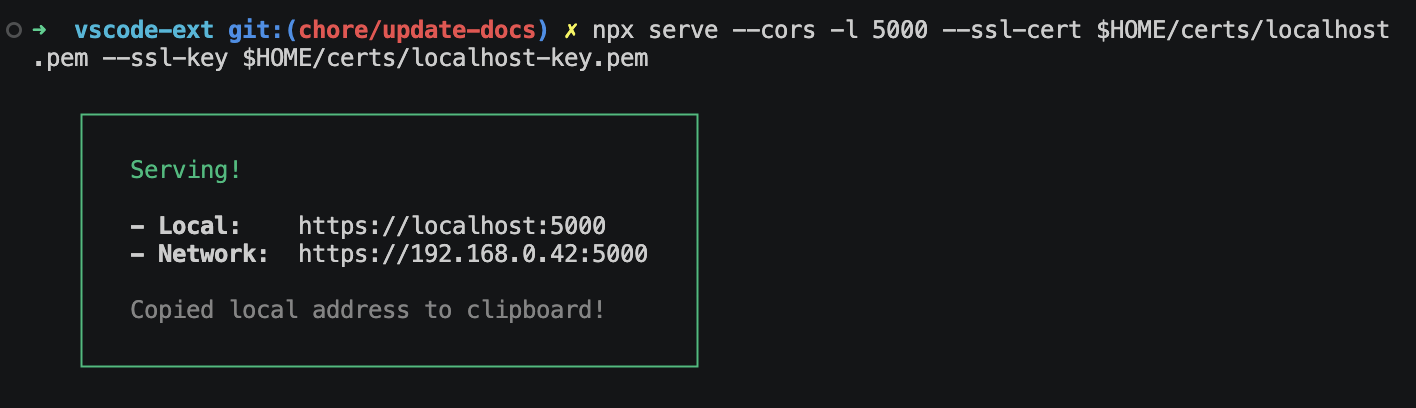 ➜ vscode-ext git:(chore/update-docs) ✗ npx serve --cors -l 5000 --ssl-cert $HOME/certs/localhost
.pem --ssl-key $HOME/certs/localhost-key.pem
Serving!
- Local: https://localhost:5000
- Network: https://192.168.0.42:5000
Copied local address to clipboard!